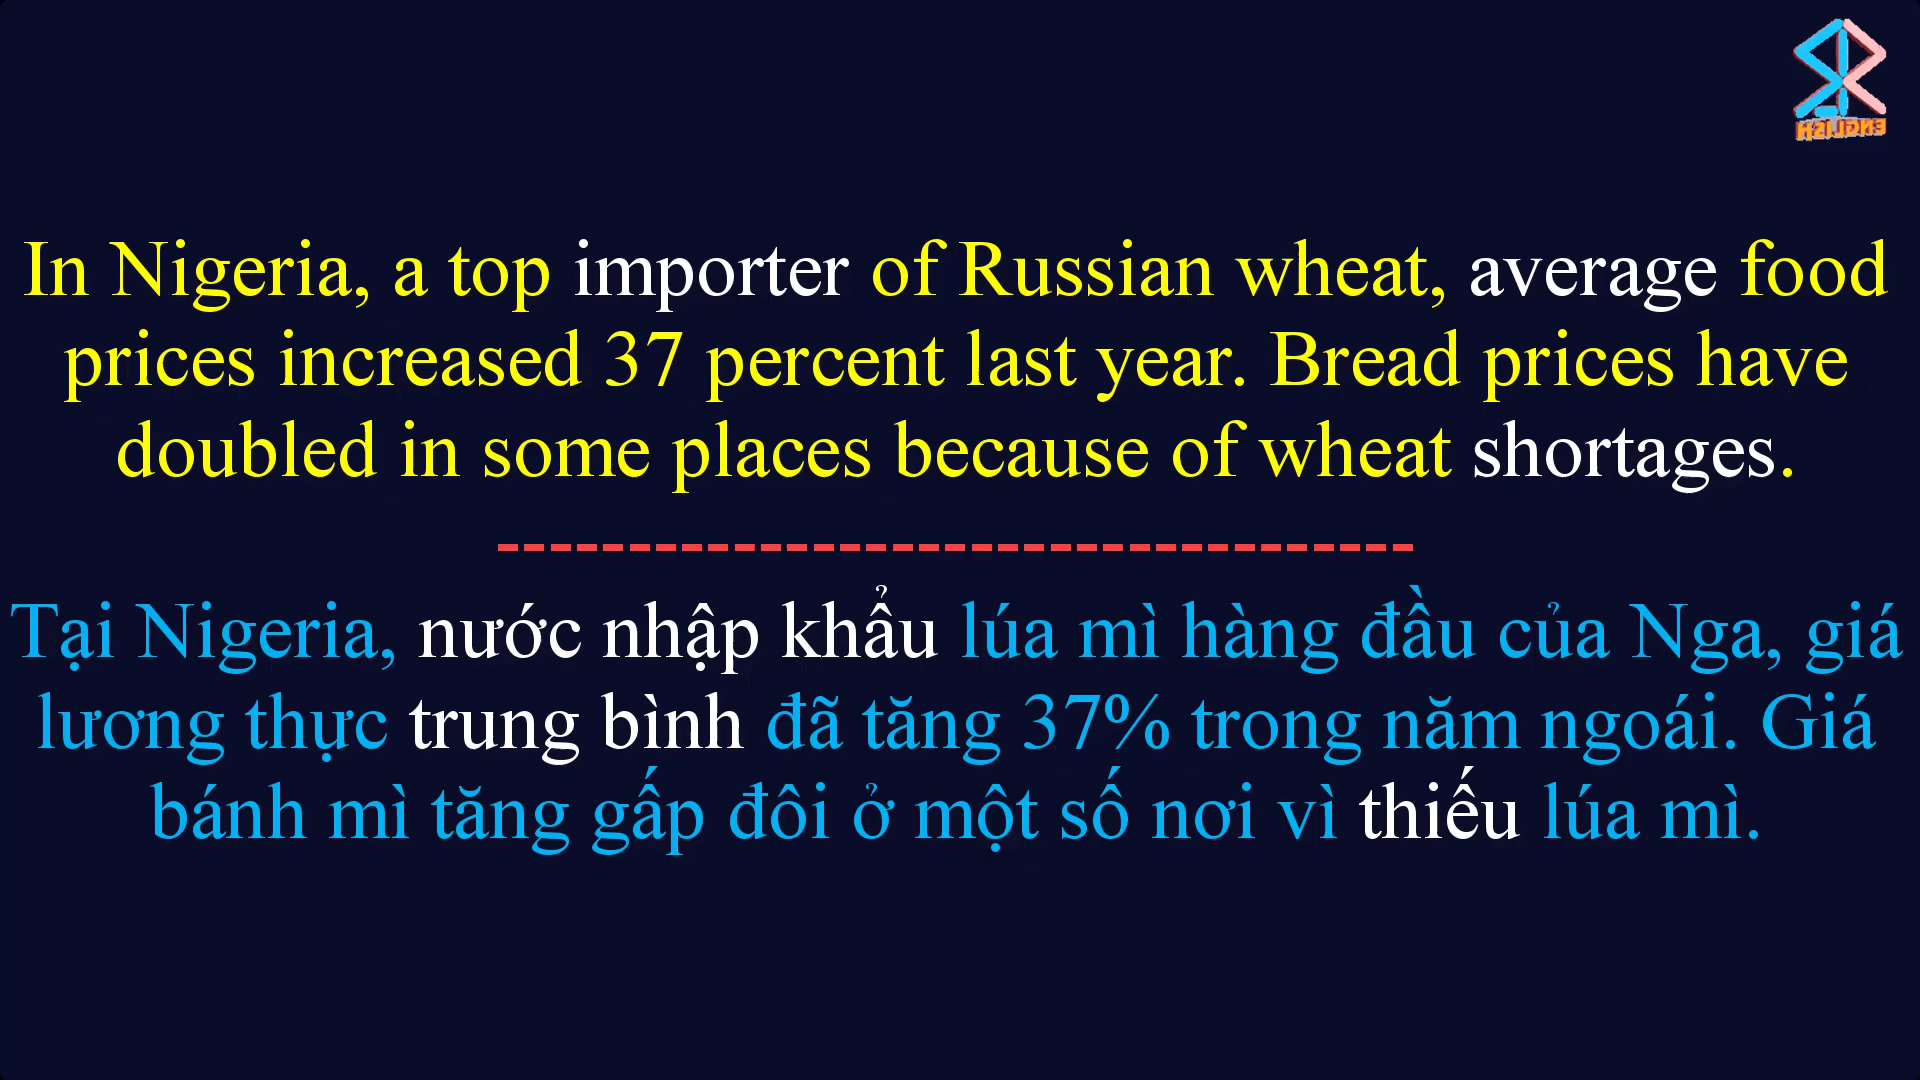 ENGLISH
In Nigeria, a top importer of Russian wheat, average food
prices increased 37 percent last year. Bread prices have
doubled in some places because of wheat shortages.
-----------------------------------
Tại Nigeria, nước nhập khẩu lúa mì hàng đầu của Nga, giá
lương thực trung bình đã tăng 37% trong năm ngoái. Giá
bánh mì tăng gấp đôi ở một số nơi vì thiếu lúa mì.